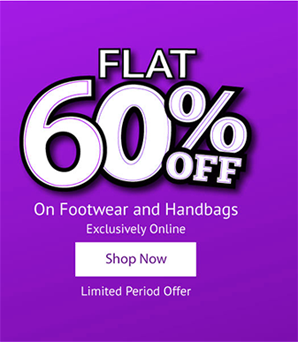 FLAT
60% OFF
On Footwear and Handbags
Exclusively Online
Shop Now
Limited Period Offer